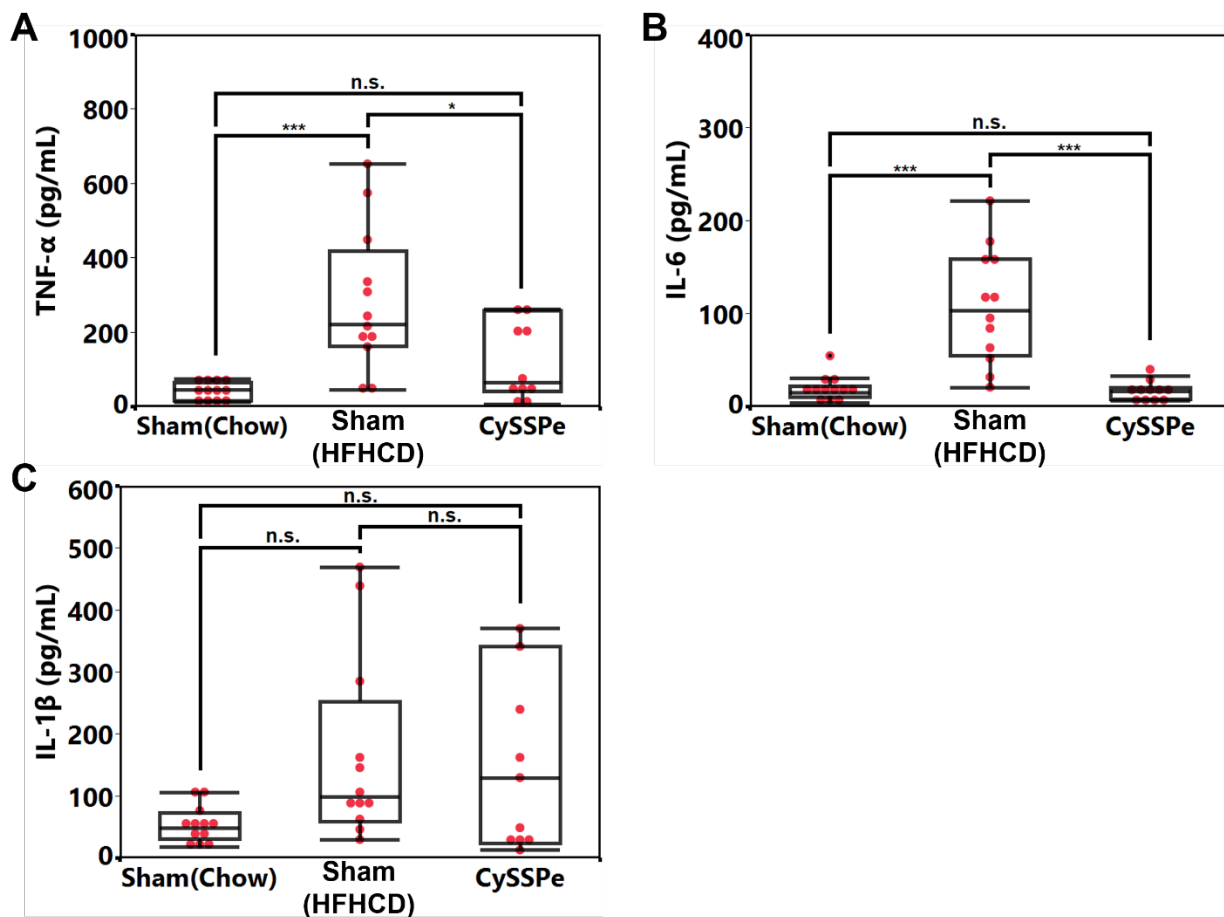 A
TNF-α (pg/mL)
1000
800
600
400
200
0
n.s.
***
*
Sham(Chow)
Sham
(HFHCD)
CySSPe
B
IL-6 (pg/mL)
400
300
200
100
0
n.s.
***
***
Sham(Chow)
Sham
(HFHCD)
CySSPe
C
IL-1β (pg/mL)
600
500
400
300
200
100
0
n.s.
n.s.
n.s.
Sham(Chow)
Sham
(HFHCD)
CySSPe